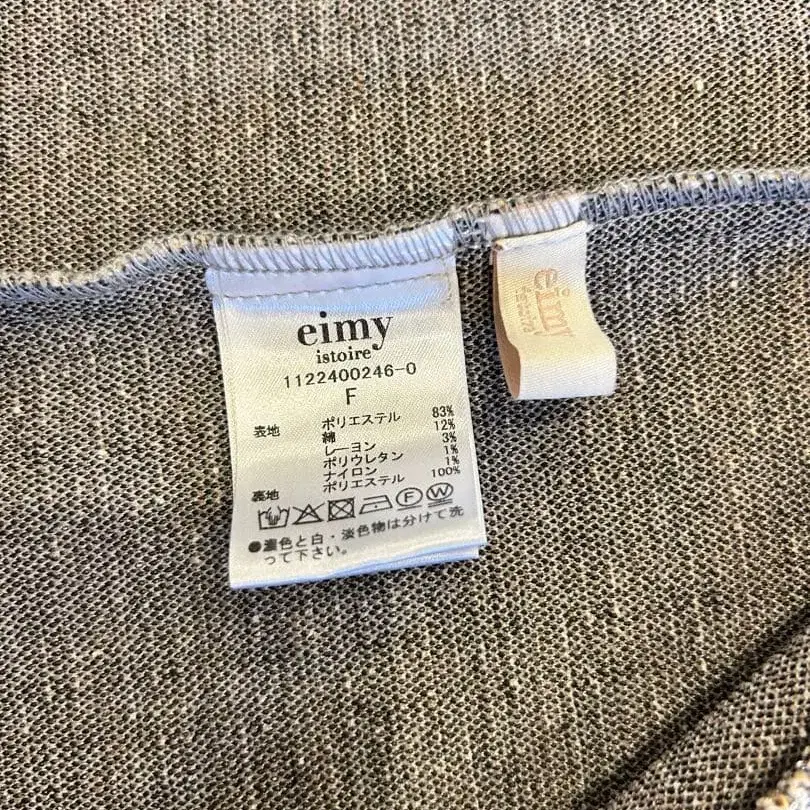 eimy
istoire
1122400246-0
F
表地 ポリエステル 83%
綿 12%
レーヨン 3%
ポリウレタン 1%
ナイロン 1%
裏地 ポリエステル 100%
F W
●濃色と白・淡色物は分けて洗
って下さい。
eimy
istoire